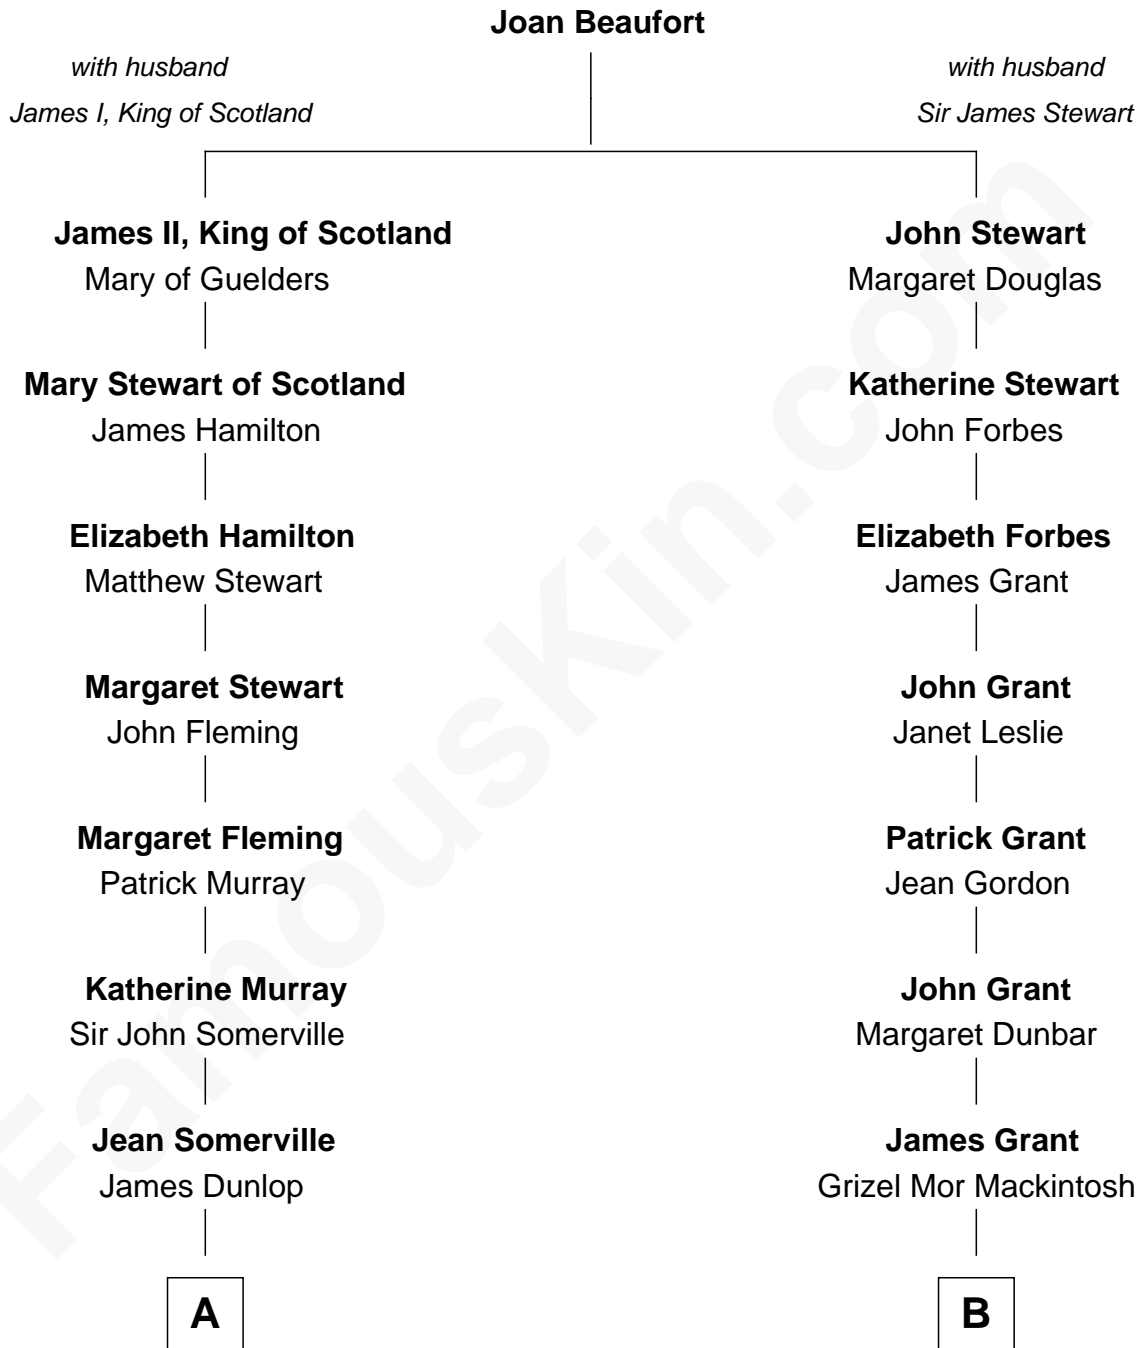 Joan Beaufort
with husband
James I, King of Scotland
with husband
Sir James Stewart
James II, King of Scotland
Mary of Guelders
John Stewart
Margaret Douglas
Mary Stewart of Scotland
James Hamilton
Katherine Stewart
John Forbes
Elizabeth Hamilton
Matthew Stewart
Elizabeth Forbes
James Grant
Margaret Stewart
John Fleming
John Grant
Janet Leslie
Margaret Fleming
Patrick Murray
Patrick Grant
Jean Gordon
Katherine Murray
Sir John Somerville
John Grant
Margaret Dunbar
Jean Somerville
James Dunlop
James Grant
Grizel Mor Mackintosh
A
B
FamousKin.com